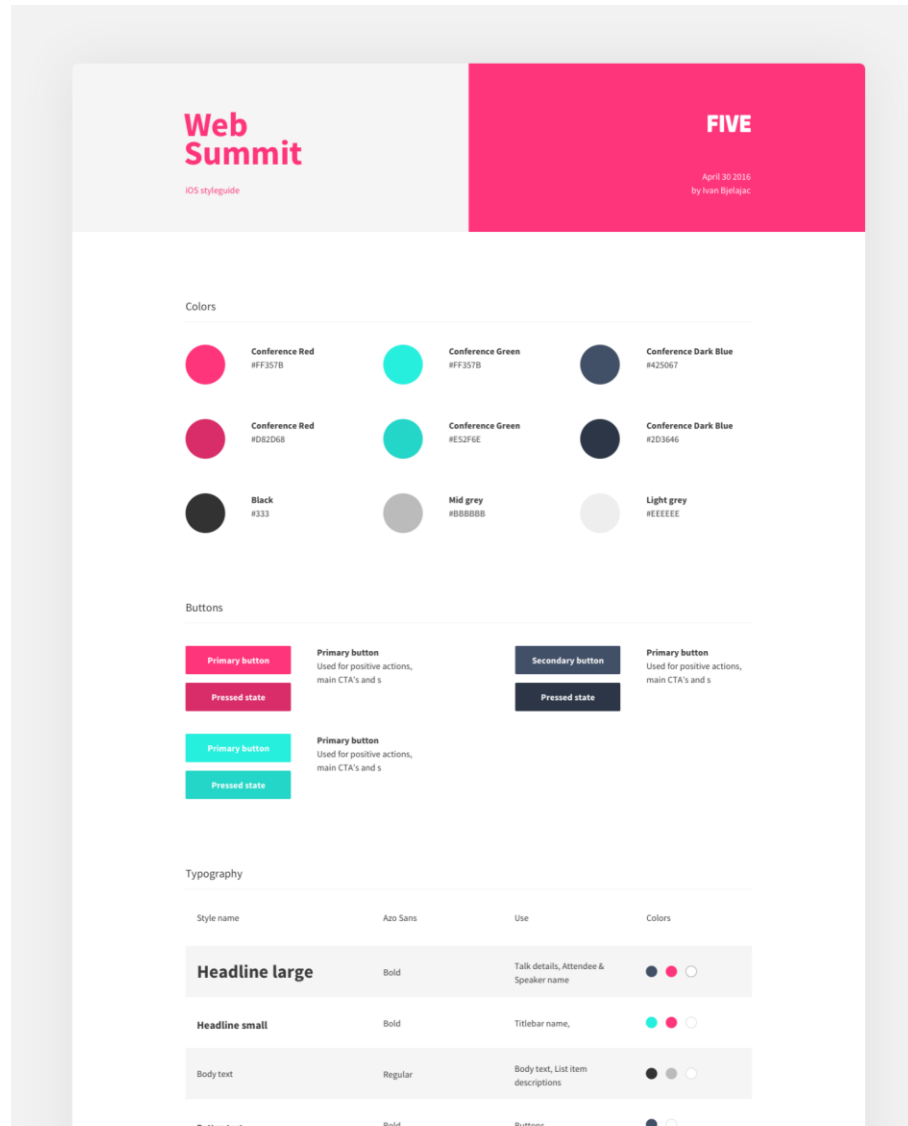 Web
Summit
iOS styleguide
FIVE
April 30 2016
by Ivan Bjelajac
Colors
Conference Red
#FF357B
Conference Green
#FF357B
Conference Dark Blue
#425067
Conference Red
#D82D68
Conference Green
#E52F6E
Conference Dark Blue
#2D3646
Black
#333
Mid grey
#BBBBBB
Light grey
#EEEEEE
Buttons
Primary button
Pressed state
Primary button
Used for positive actions,
main CTA's and s
Secondary button
Pressed state
Primary button
Used for positive actions,
main CTA's and s
Primary button
Pressed state
Primary button
Used for positive actions,
main CTA's and s
Typography
Style name
Azo Sans
Use
Colors
Headline large
Bold
Talk details, Attendee &
Speaker name
Headline small
Bold
Titlebar name,
Body text
Regular
Body text, List item
descriptions
Bold
Buttons